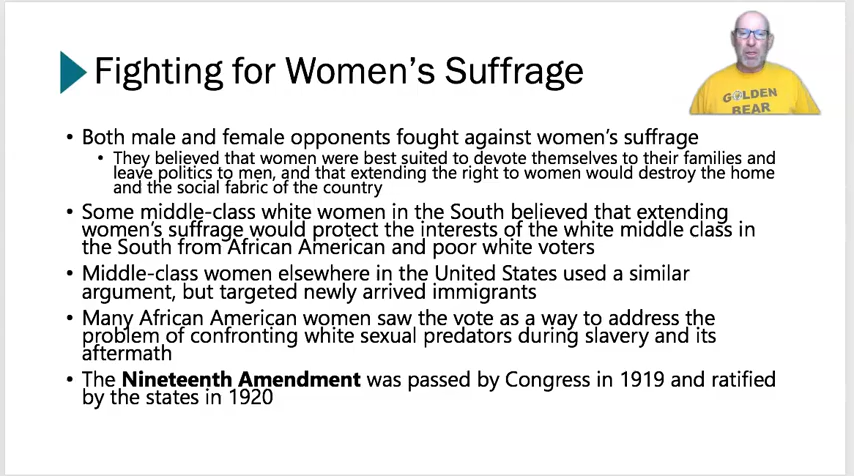 Fighting for Women's Suffrage
GOLDEN
BEAR
• Both male and female opponents fought against women's suffrage
• They believed that women were best suited to devote themselves to their families and
leave politics to men, and that extending the right to women would destroy the home
and the social fabric of the country
• Some middle-class white women in the South believed that extending
women's suffrage would protect the interests of the white middle class in
the South from African American and poor white voters
• Middle-class women elsewhere in the United States used a similar
argument, but targeted newly arrived immigrants
• Many African American women saw the vote as a way to address the
problem of confronting white sexual predators during slavery and its
aftermath
• The Nineteenth Amendment was passed by Congress in 1919 and ratified
by the states in 1920